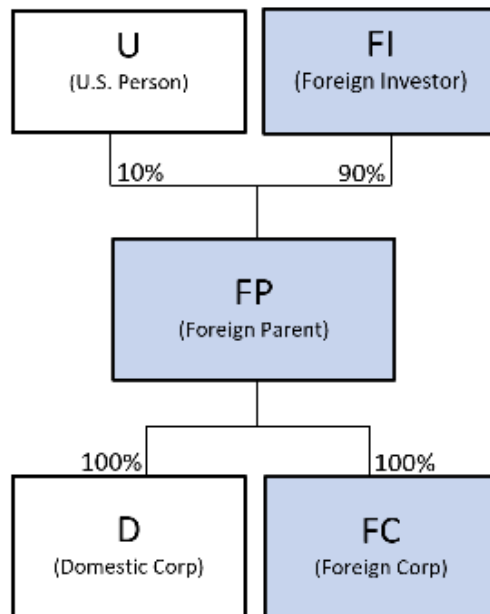 U
(U.S. Person)
FI
(Foreign Investor)
10%
90%
FP
(Foreign Parent)
100%
100%
D
(Domestic Corp)
FC
(Foreign Corp)